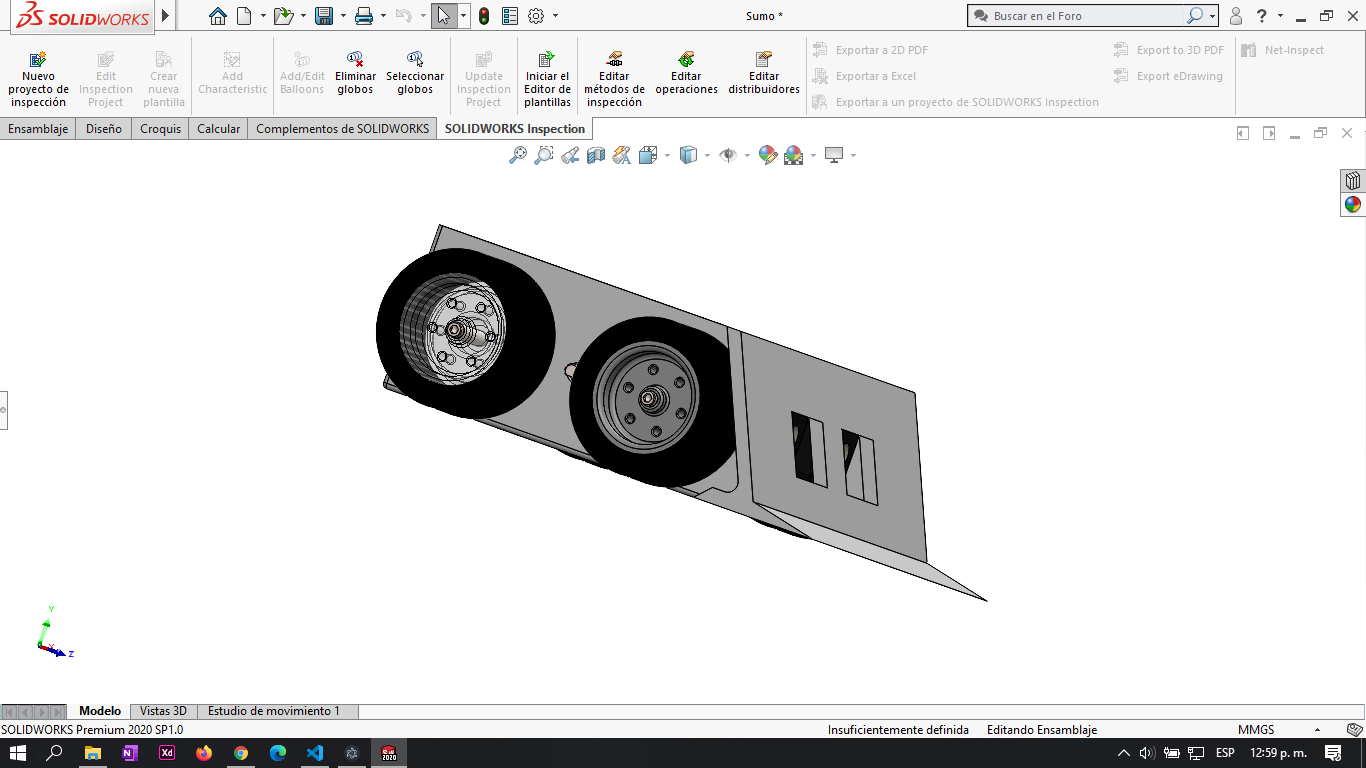 SOLIDWORKS
Sumo *
Buscar en el Foro
Nuevo
proyecto de
inspección
Edit
Inspection
Project
Crear
nueva
plantilla
Add
Characteristic
Add/Edit
Balloons
Eliminar
globos
Seleccionar
globos
Update
Inspection
Project
Iniciar el
Editor de
plantillas
Editar
métodos de
inspección
Editar
operaciones
Editar
distribuidores
Exportar a 2D PDF
Exportar a Excel
Exportar a un proyecto de SOLIDWORKS Inspection
Export to 3D PDF
Export eDrawing
Net-Inspect
Ensamblaje
Diseño
Croquis
Calcular
Complementos de SOLIDWORKS
SOLIDWORKS Inspection
Y
Z
Modelo
Vistas 3D
Estudio de movimiento 1
SOLIDWORKS Premium 2020 SP1.0
Insuficientemente definida
Editando Ensamblaje
MMGS
ESP
12:59 p. m.